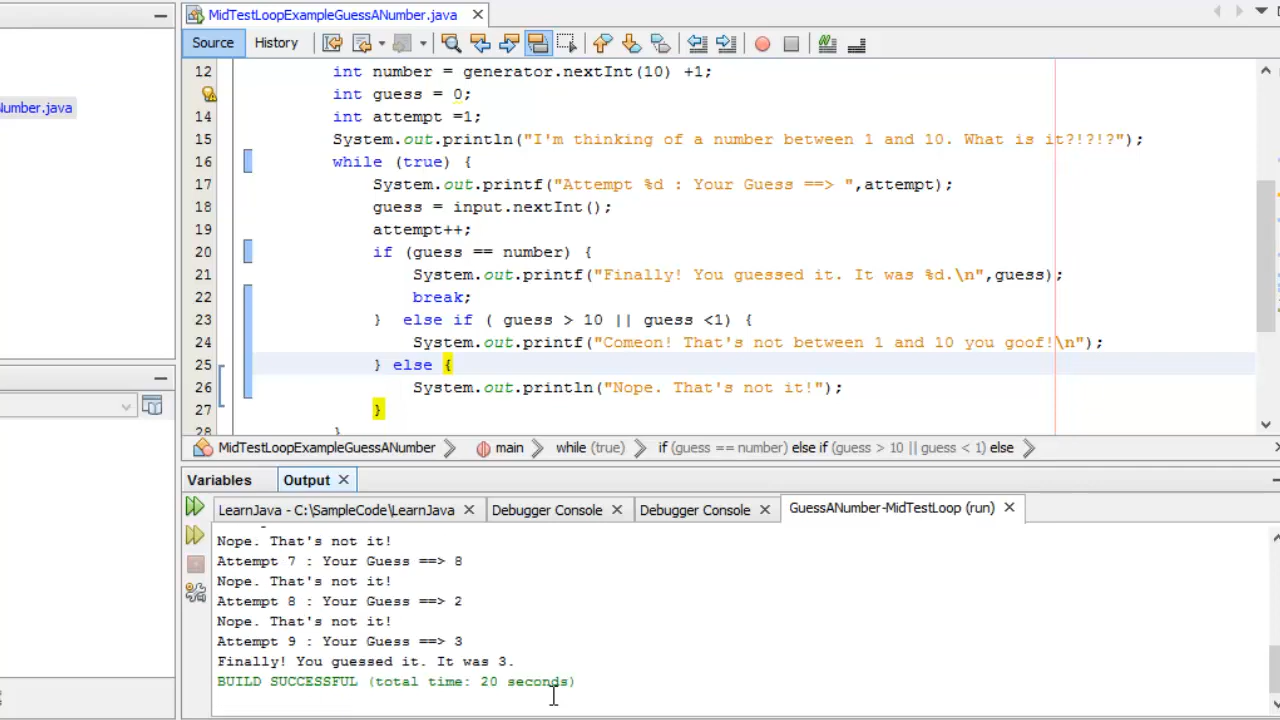 MidTestLoopExampleGuessANumber.java
Source History
Number.java
12 int number = generator.nextInt(10) +1;
int guess = 0;
14 int attempt =1;
15 System.out.println("I'm thinking of a number between 1 and 10. What is it?!?!?");
16 while (true) {
17 System.out.printf("Attempt %d : Your Guess ==> ",attempt);
18 guess = input.nextInt();
19 attempt++;
20 if (guess == number) {
21 System.out.printf("Finally! You guessed it. It was %d.\n",guess);
22 break;
23 } else if ( guess > 10 || guess <1) {
24 System.out.printf("Comeon! That's not between 1 and 10 you goof!\n");
25 } else {
26 System.out.println("Nope. That's not it!");
27 }
28 }
MidTestLoopExampleGuessANumber main while (true) if (guess == number) else if (guess > 10 || guess < 1) else
Variables Output
LearnJava - C:\SampleCode\LearnJava Debugger Console Debugger Console GuessANumber-MidTestLoop (run)
Nope. That's not it!
Attempt 7 : Your Guess ==> 8
Nope. That's not it!
Attempt 8 : Your Guess ==> 2
Nope. That's not it!
Attempt 9 : Your Guess ==> 3
Finally! You guessed it. It was 3.
BUILD SUCCESSFUL (total time: 20 seconds)